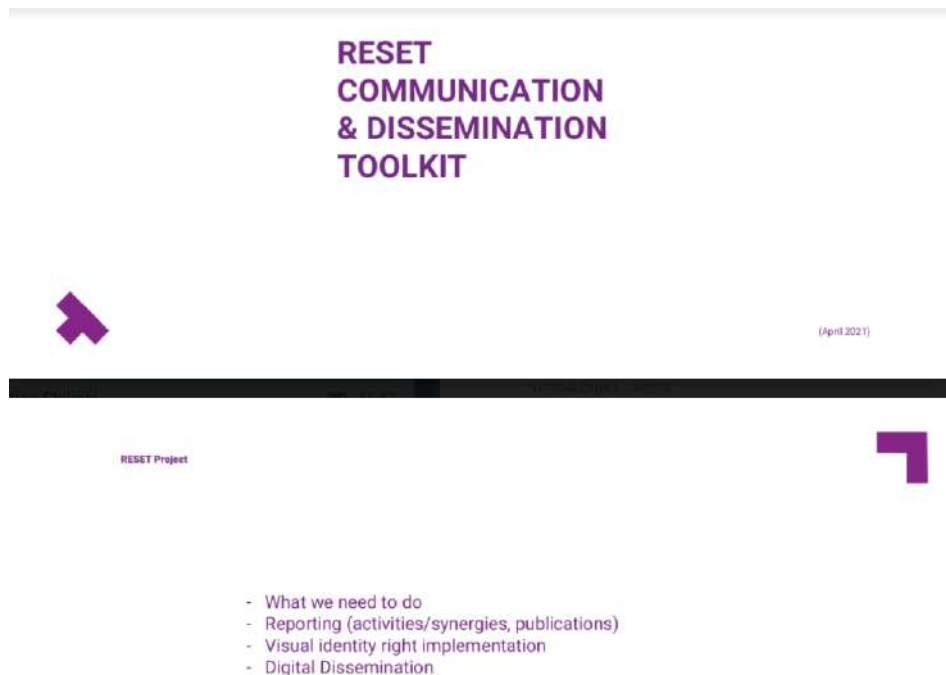 RESET
COMMUNICATION
& DISSEMINATION
TOOLKIT
(April 2021)
RESET Project
- What we need to do
- Reporting (activities/synergies, publications)
- Visual identity right implementation
- Digital Dissemination